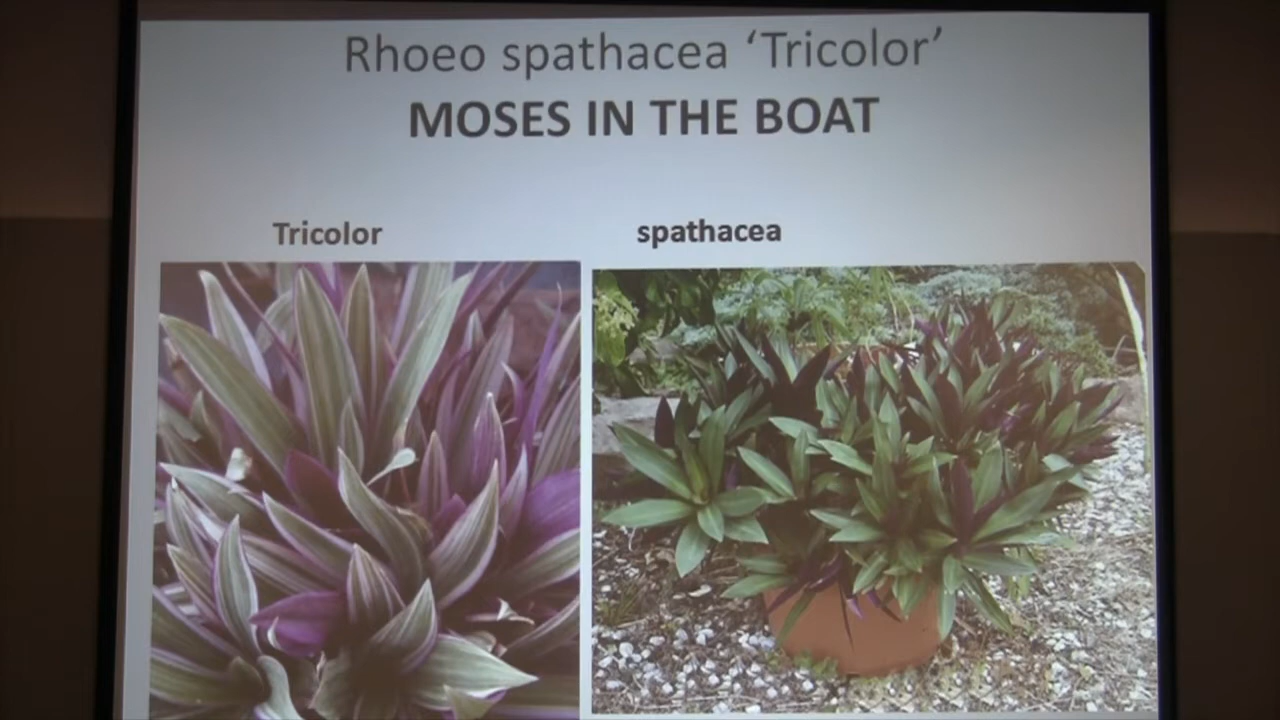 Rhoeo spathacea ‘Tricolor’
MOSES IN THE BOAT
Tricolor
spathacea